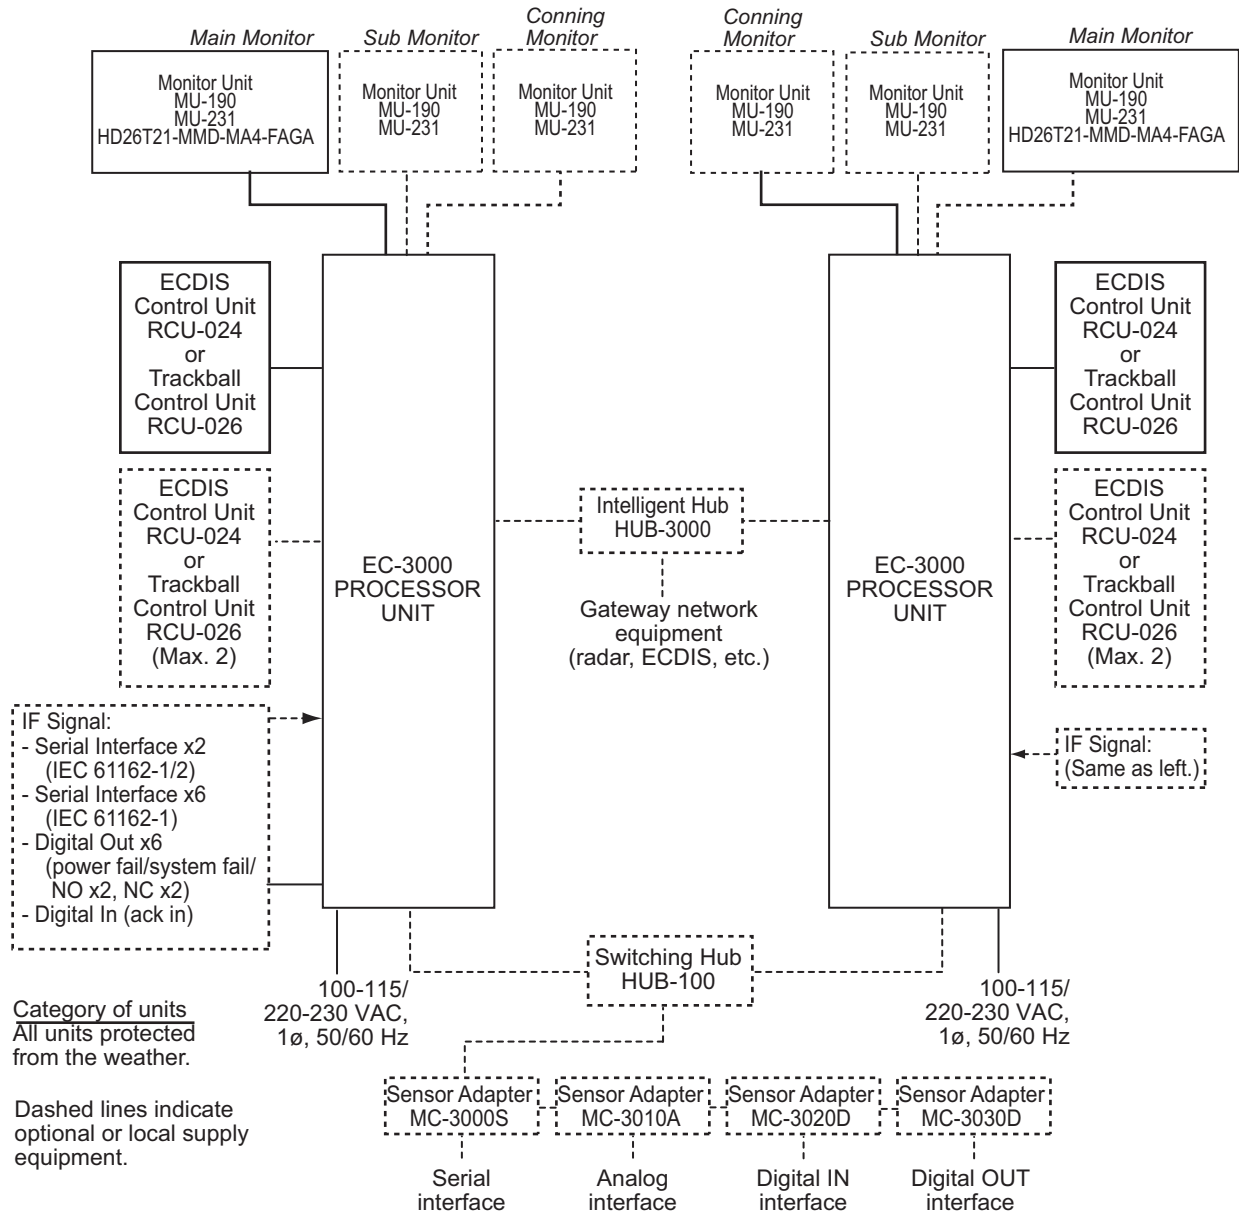 Main Monitor
Sub Monitor
Conning
Monitor
Conning
Monitor
Sub Monitor
Main Monitor
Monitor Unit
MU-190
MU-231
HD26T21-MMD-MA4-FAGA
Monitor Unit
MU-190
MU-231
Monitor Unit
MU-190
MU-231
Monitor Unit
MU-190
MU-231
Monitor Unit
MU-190
MU-231
Monitor Unit
MU-190
MU-231
HD26T21-MMD-MA4-FAGA
ECDIS
Control Unit
RCU-024
or
Trackball
Control Unit
RCU-026
ECDIS
Control Unit
RCU-024
or
Trackball
Control Unit
RCU-026
(Max. 2)
EC-3000
PROCESSOR
UNIT
Intelligent Hub
HUB-3000
Gateway network
equipment
(radar, ECDIS, etc.)
EC-3000
PROCESSOR
UNIT
ECDIS
Control Unit
RCU-024
or
Trackball
Control Unit
RCU-026
ECDIS
Control Unit
RCU-024
or
Trackball
Control Unit
RCU-026
(Max. 2)
IF Signal:
- Serial Interface x2
(IEC 61162-1/2)
- Serial Interface x6
(IEC 61162-1)
- Digital Out x6
(power fail/system fail/
NO x2, NC x2)
- Digital In (ack in)
IF Signal:
(Same as left.)
100-115/
220-230 VAC,
1ø, 50/60 Hz
Switching Hub
HUB-100
100-115/
220-230 VAC,
1ø, 50/60 Hz
Category of units
All units protected
from the weather.
Dashed lines indicate
optional or local supply
equipment.
Sensor Adapter
MC-3000S
Sensor Adapter
MC-3010A
Sensor Adapter
MC-3020D
Sensor Adapter
MC-3030D
Serial
interface
Analog
interface
Digital IN
interface
Digital OUT
interface